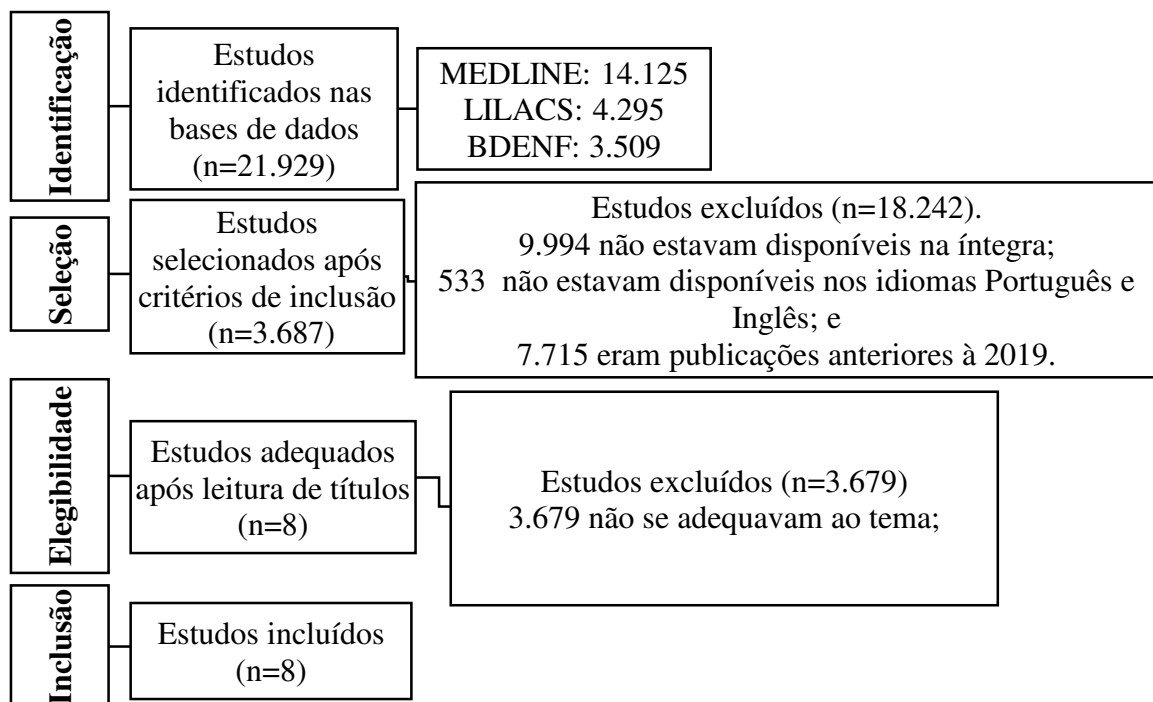 Identificação
Estudos
identificados nas
bases de dados
(n=21.929)
MEDLINE: 14.125
LILACS: 4.295
BDENF: 3.509
Seleção
Estudos
selecionados após
critérios de inclusão
(n=3.687)
Estudos excluídos (n=18.242).
9.994 não estavam disponíveis na íntegra;
533 não estavam disponíveis nos idiomas Português e
Inglês; e
7.715 eram publicações anteriores à 2019.
Elegibilidade
Estudos adequados
após leitura de títulos
(n=8)
Estudos excluídos (n=3.679)
3.679 não se adequavam ao tema;
Inclusão
Estudos incluídos
(n=8)